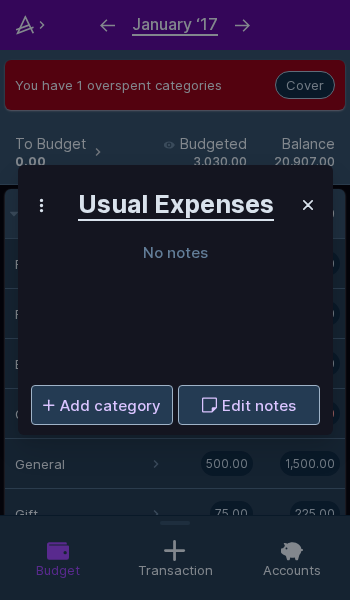 January ‘17
You have 1 overspent categories
Cover
To Budget
Budgeted
Balance
0.00
3,030.00
20,907.00
Usual Expenses
No notes
+ Add category
Edit notes
General
500.00
1,500.00
Gift
75.00
225.00
Budget
Transaction
Accounts